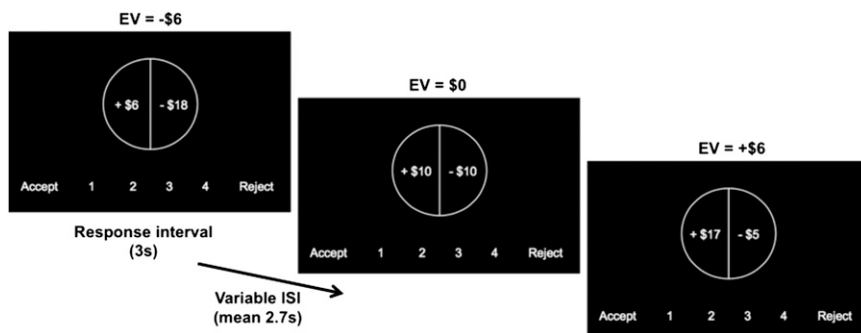 EV = -$6
+ $6 - $18
Accept 1 2 3 4 Reject
Response interval
(3s)
EV = $0
+ $10 - $10
Accept 1 2 3 4 Reject
Variable ISI
(mean 2.7s)
EV = +$6
+ $17 - $5
Accept 1 2 3 4 Reject